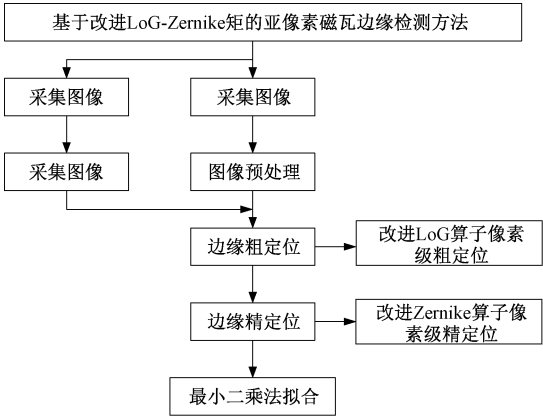 基于改进LoG-Zernike矩的亚像素磁瓦边缘检测方法
采集图像
采集图像
采集图像
图像预处理
边缘粗定位
改进LoG算子像素
级粗定位
边缘精定位
改进Zernike算子像
素级精定位
最小二乘法拟合